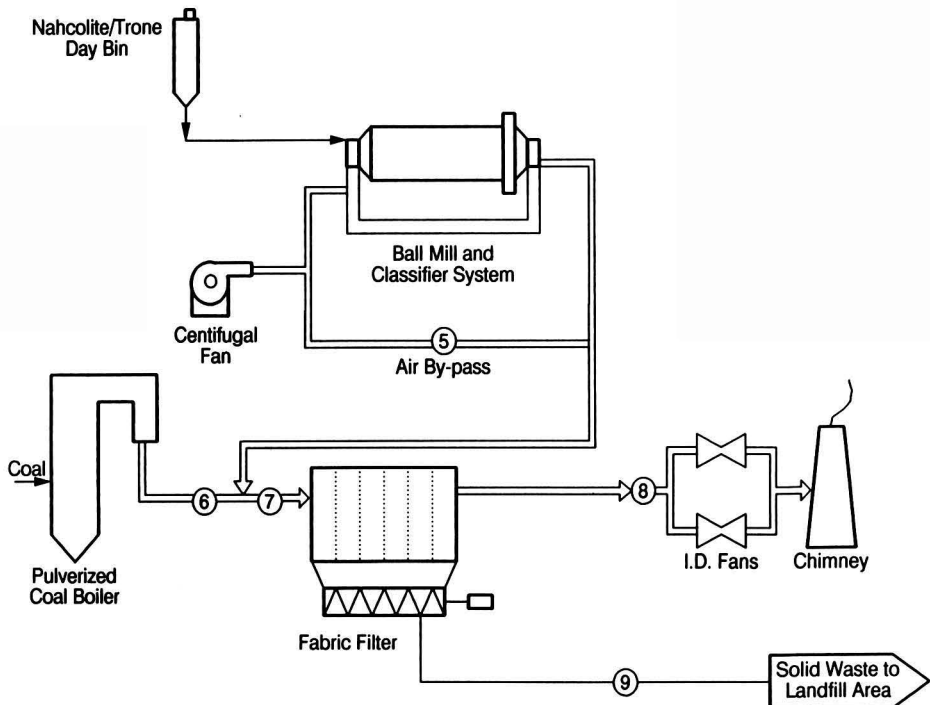 Nahcolite/Trone
Day Bin
Ball Mill and
Classifier System
Centifugal
Fan
5
Air By-pass
Coal
6
7
8
I.D. Fans
Chimney
Pulverized
Coal Boiler
Fabric Filter
9
Solid Waste to
Landfill Area